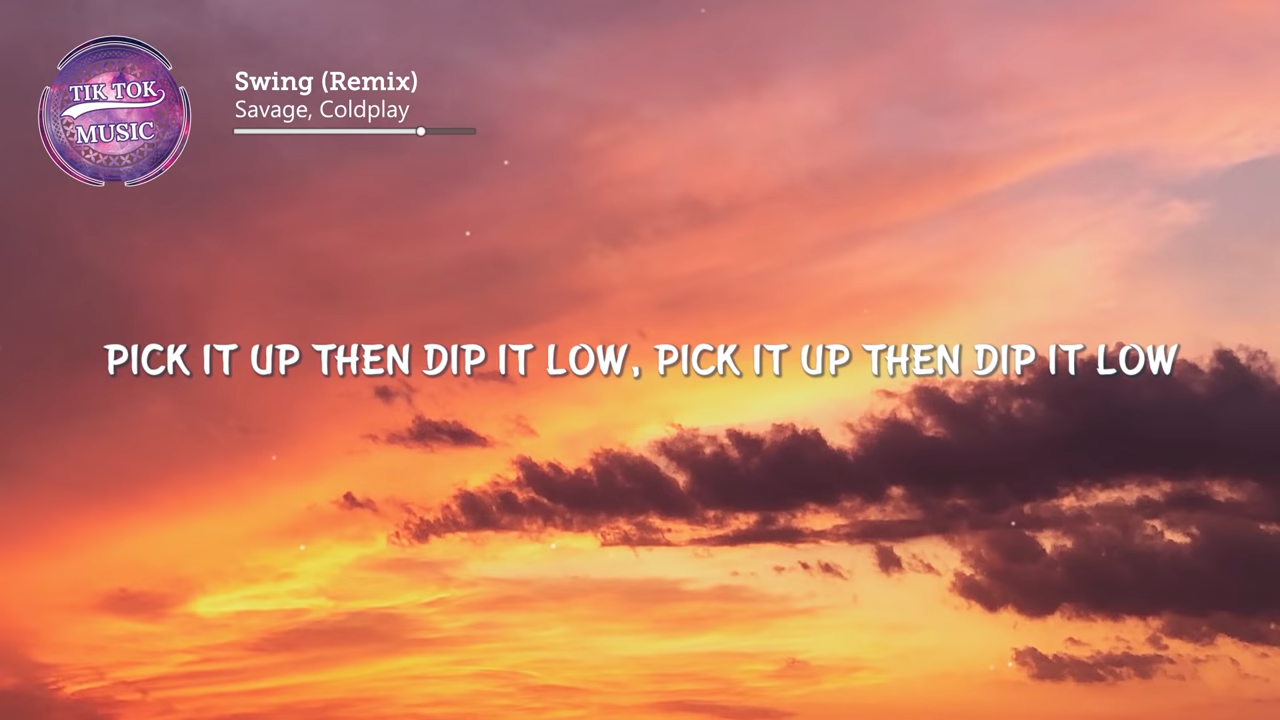 TIK TOK
MUSIC
Swing (Remix)
Savage, Coldplay
PICK IT UP THEN DIP IT LOW, PICK IT UP THEN DIP IT LOW